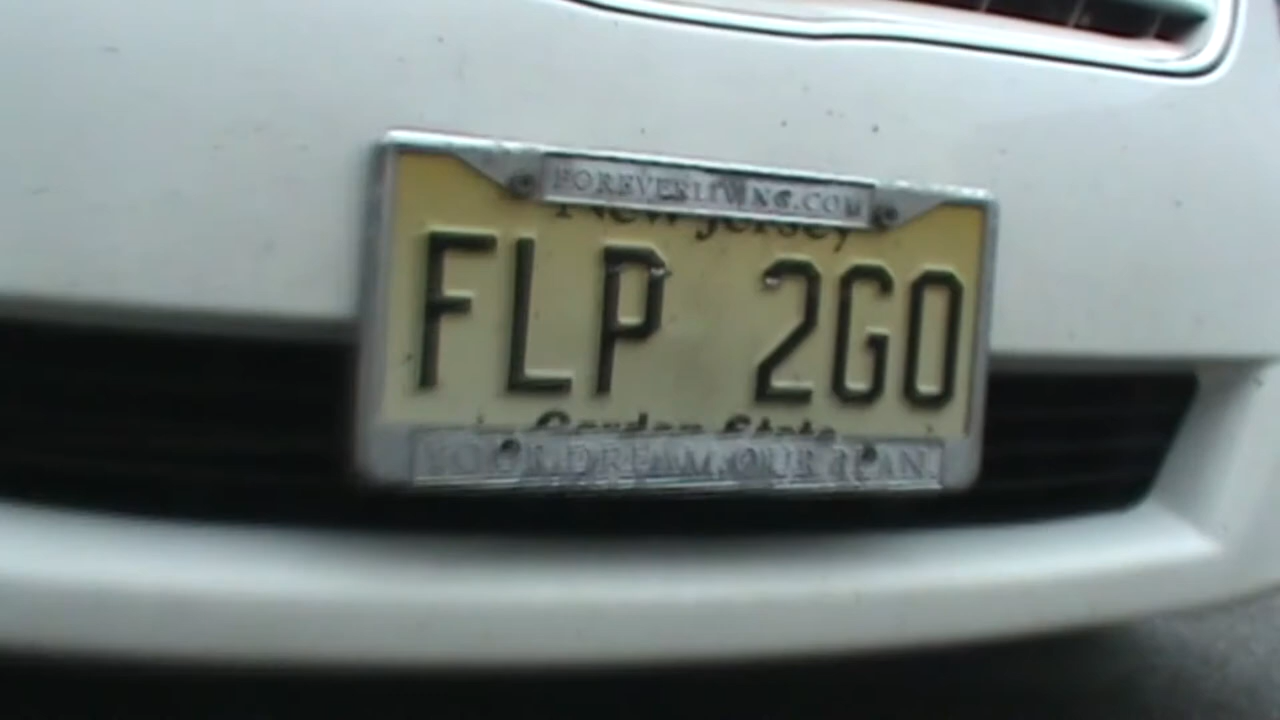 FOREVERLIVING.COM
New Jersey
FLP 2GO
Garden State
YOUR DREAM, OUR PLAN.